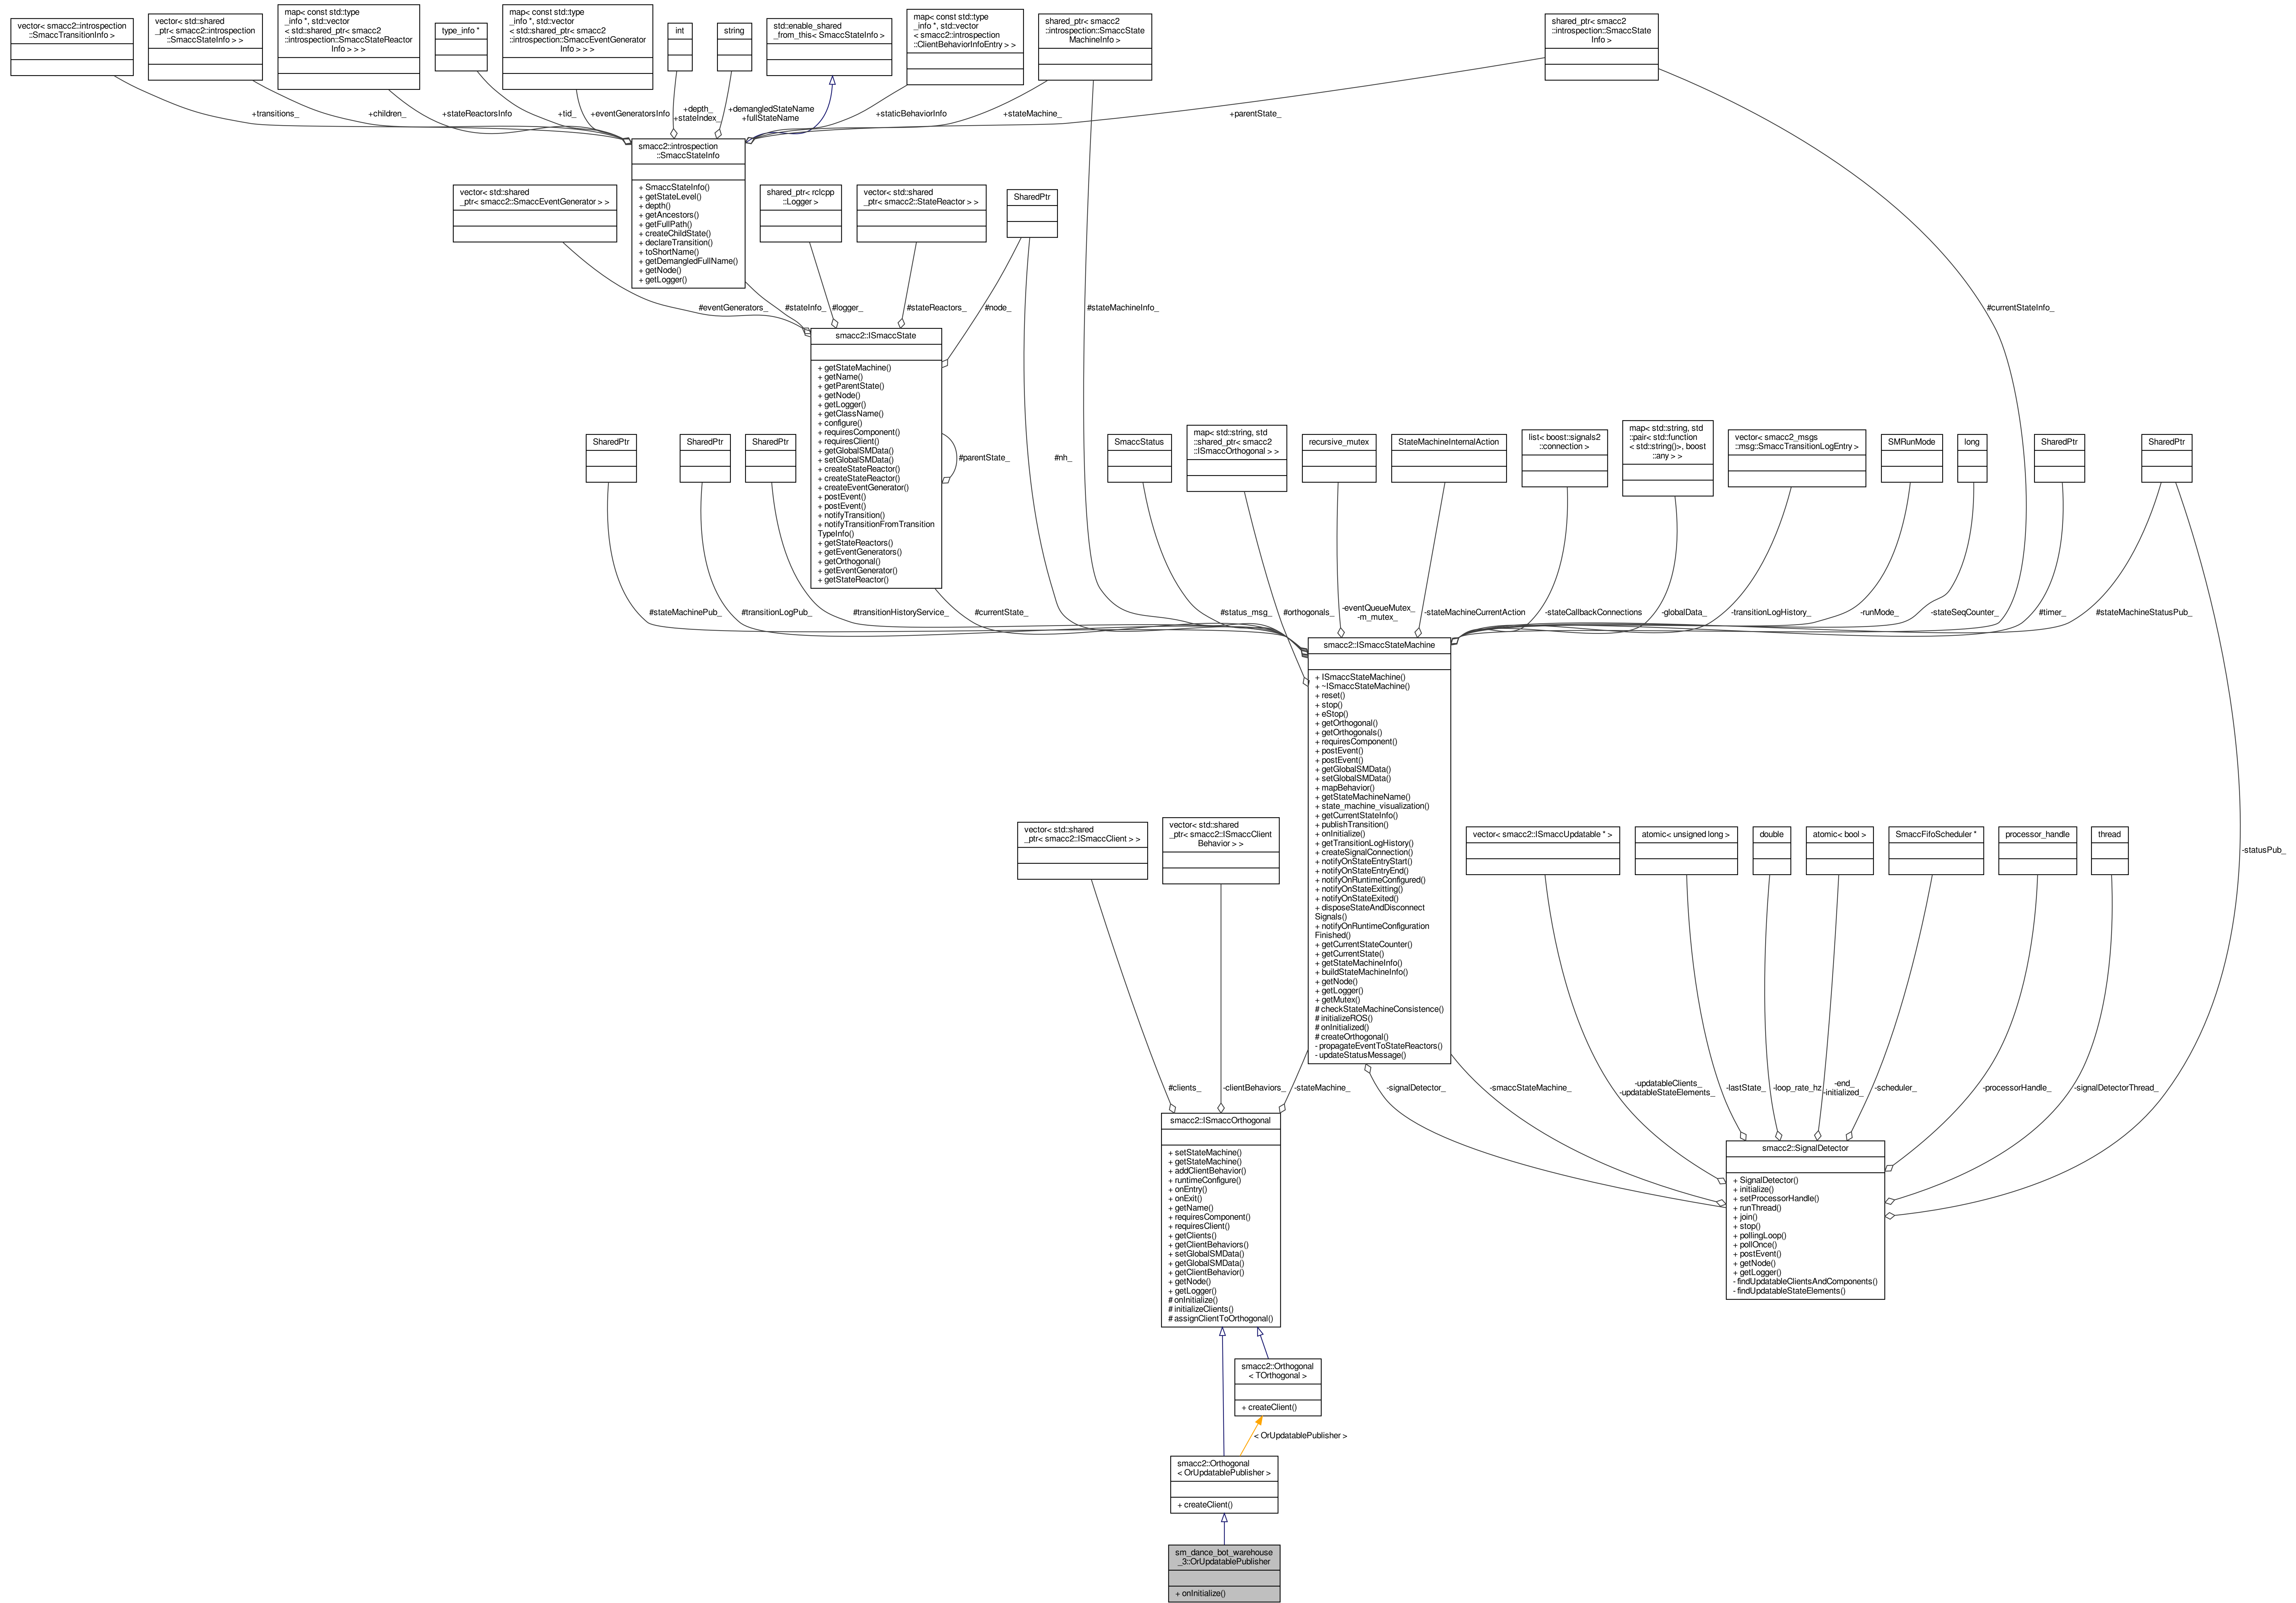 vector< smacc2::introspection
::SmaccTransitionInfo >
vector< std::shared
_ptr< smacc2::introspection
::SmaccStateInfo > >
map< const std::type
_info *, std::vector
< std::shared_ptr< smacc2
::introspection::SmaccStateReactor
Info > > >
type_info *
map< const std::type
_info *, std::vector
< std::shared_ptr< smacc2
::introspection::SmaccEventGenerator
Info > > >
int
string
std::enable_shared
_from_this< SmaccStateInfo >
map< const std::type
_info *, std::vector
< smacc2::introspection
::ClientBehaviorInfoEntry > >
shared_ptr< smacc2
::introspection::SmaccState
MachineInfo >
shared_ptr< smacc2
::introspection::SmaccState
Info >
+transitions_
+children_
+stateReactorsInfo
+tid_
+eventGeneratorsInfo
+depth_
+stateIndex_
+demangledStateName
+fullStateName
+staticBehaviorInfo
+stateMachine_
+parentState_
smacc2::introspection
::SmaccStateInfo
+ SmaccStateInfo()
+ getStateLevel()
+ depth()
+ getAncestors()
+ getFullPath()
+ createChildState()
+ declareTransition()
+ toShortName()
+ getDemangledFullName()
+ getNode()
+ getLogger()
vector< std::shared
_ptr< smacc2::SmaccEventGenerator > >
shared_ptr< rclcpp
::Logger >
vector< std::shared
_ptr< smacc2::StateReactor > >
SharedPtr
#eventGenerators_
#stateInfo_
#logger_
#stateReactors_
#node_
#stateMachineInfo_
#currentStateInfo_
smacc2::ISmaccState
+ getStateMachine()
+ getName()
+ getParentState()
+ getNode()
+ getLogger()
+ getClassName()
+ configure()
+ requiresComponent()
+ requiresClient()
+ getGlobalSMData()
+ setGlobalSMData()
+ createStateReactor()
+ createStateReactor()
+ createEventGenerator()
+ postEvent()
+ postEvent()
+ notifyTransition()
+ notifyTransitionFromTransition
TypeInfo()
+ getStateReactors()
+ getEventGenerators()
+ getOrthogonal()
+ getEventGenerator()
+ getStateReactor()
#parentState_
#nh_
SharedPtr
SharedPtr
SharedPtr
SmaccStatus
map< std::string, std
::shared_ptr< smacc2
::ISmaccOrthogonal > >
recursive_mutex
StateMachineInternalAction
list< boost::signals2
::connection >
map< std::string, std
::pair< std::function
< std::string()>, boost
::any > >
vector< smacc2_msgs
::msg::SmaccTransitionLogEntry >
SMRunMode
long
SharedPtr
SharedPtr
#stateMachinePub_
#transitionLogPub_
#transitionHistoryService_
#currentState_
#status_msg_
#orthogonals_
-eventQueueMutex_
-m_mutex_
-stateMachineCurrentAction
-stateCallbackConnections
-globalData_
-transitionLogHistory_
-runMode_
-stateSeqCounter_
#timer_
#stateMachineStatusPub_
smacc2::ISmaccStateMachine
+ ISmaccStateMachine()
+ ~ISmaccStateMachine()
+ reset()
+ stop()
+ eStop()
+ getOrthogonal()
+ getOrthogonals()
+ requiresComponent()
+ postEvent()
+ postEvent()
+ getGlobalSMData()
+ setGlobalSMData()
+ mapBehavior()
+ getStateMachineName()
+ state_machine_visualization()
+ getCurrentStateInfo()
+ publishTransition()
+ onInitialize()
+ getTransitionLogHistory()
+ createSignalConnection()
+ notifyOnStateEntryStart()
+ notifyOnStateEntryEnd()
+ notifyOnRuntimeConfigured()
+ notifyOnStateExitting()
+ notifyOnStateExited()
+ disposeStateAndDisconnect
Signals()
+ notifyOnRuntimeConfiguration
Finished()
+ getCurrentStateCounter()
+ getCurrentState()
+ getStateMachineInfo()
+ buildStateMachineInfo()
+ getNode()
+ getLogger()
+ getMutex()
# checkStateMachineConsistence()
# initializeROS()
# onInitialized()
# createOrthogonal()
- propagateEventToStateReactors()
- updateStatusMessage()
vector< std::shared
_ptr< smacc2::ISmaccClient > >
vector< std::shared
_ptr< smacc2::ISmaccClient
Behavior > >
vector< smacc2::ISmaccUpdatable * >
atomic< unsigned long >
double
atomic< bool >
SmaccFifoScheduler *
processor_handle
thread
-statusPub_
#clients_
-clientBehaviors_
-stateMachine_
-signalDetector_
-smaccStateMachine_
-updatableClients_
-updatableStateElements_
-lastState_
-loop_rate_hz
-end_
-initialized_
-scheduler_
-processorHandle_
-signalDetectorThread_
smacc2::ISmaccOrthogonal
+ setStateMachine()
+ getStateMachine()
+ addClientBehavior()
+ runtimeConfigure()
+ onEntry()
+ onExit()
+ getName()
+ requiresComponent()
+ requiresClient()
+ getClients()
+ getClientBehaviors()
+ setGlobalSMData()
+ getGlobalSMData()
+ getClientBehavior()
+ getNode()
+ getLogger()
# onInitialize()
# initializeClients()
# assignClientToOrthogonal()
smacc2::SignalDetector
+ SignalDetector()
+ initialize()
+ setProcessorHandle()
+ runThread()
+ join()
+ stop()
+ pollingLoop()
+ pollOnce()
+ postEvent()
+ getNode()
+ getLogger()
- findUpdatableClientsAndComponents()
- findUpdatableStateElements()
smacc2::Orthogonal
< TOrthogonal >
+ createClient()
< OrUpdatablePublisher >
smacc2::Orthogonal
< OrUpdatablePublisher >
+ createClient()
sm_dance_bot_warehouse
_3::OrUpdatablePublisher
+ onInitialize()